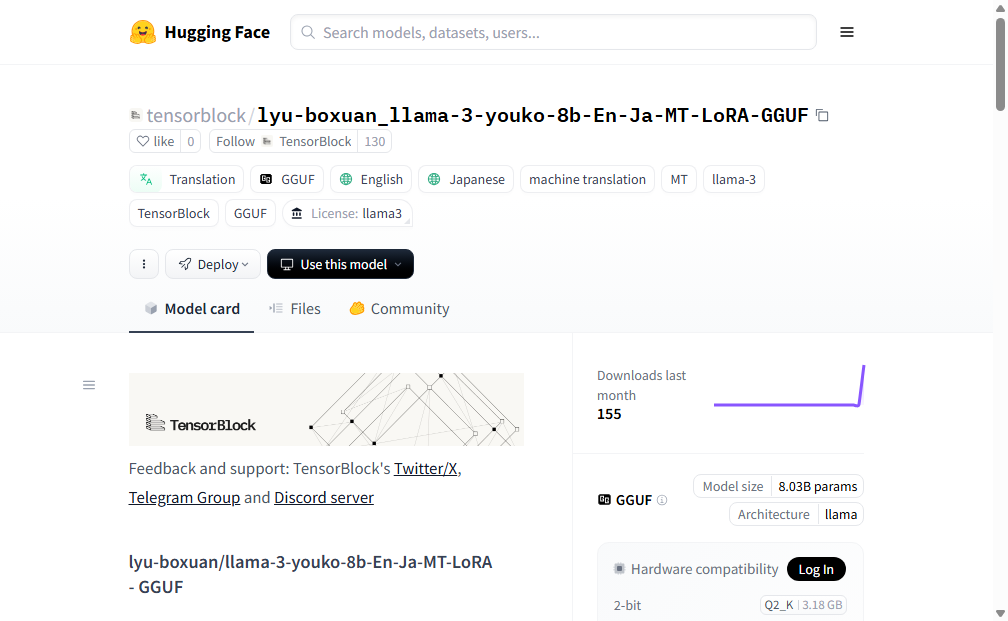 Hugging Face
Search models, datasets, users...
tensorblock/lyu-boxuan_llama-3-youko-8b-En-Ja-MT-LoRA-GGUF
like 0 Follow TensorBlock 130
Translation GGUF English Japanese machine translation MT llama-3
TensorBlock GGUF License: llama3
Deploy Use this model
Model card Files Community
TensorBlock
Feedback and support: TensorBlock's Twitter/X,
Telegram Group and Discord server
lyu-boxuan/llama-3-youko-8b-En-Ja-MT-LoRA
- GGUF
Downloads last
month
155
GGUF
Model size 8.03B params
Architecture llama
Hardware compatibility Log In
2-bit Q2_K 3.18 GB